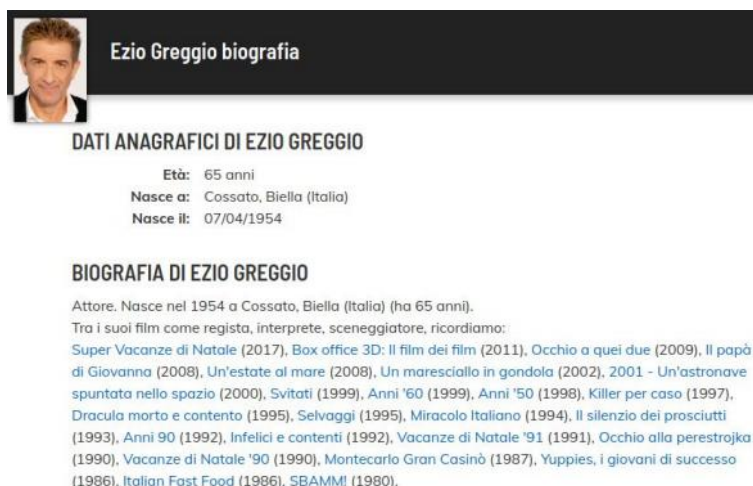 Ezio Greggio biografia
DATI ANAGRAFICI DI EZIO GREGGIO
Età: 65 anni
Nasce a: Cossato, Biella (Italia)
Nasce il: 07/04/1954
BIOGRAFIA DI EZIO GREGGIO
Attore. Nasce nel 1954 a Cossato, Biella (Italia) (ha 65 anni).
Tra i suoi film come regista, interprete, sceneggiatore, ricordiamo:
Super Vacanze di Natale (2017), Box office 3D: Il film dei film (2011), Occhio a quei due (2009), Il papà
di Giovanna (2008), Un'estate al mare (2008), Un maresciallo in gondola (2002), 2001 - Un'astronave
spuntata nello spazio (2000), Svitati (1999), Anni '60 (1999), Anni '50 (1998), Killer per caso (1997),
Dracula morto e contento (1995), Selvaggi (1995), Miracolo Italiano (1994), Il silenzio dei prosciutti
(1993), Anni 90 (1992), Infelici e contenti (1992), Vacanze di Natale '91 (1991), Occhio alla perestrojka
(1990), Vacanze di Natale '90 (1990), Montecarlo Gran Casinò (1987), Yuppies, i giovani di successo
(1986), Italian Fast Food (1986), SBAMM! (1980).